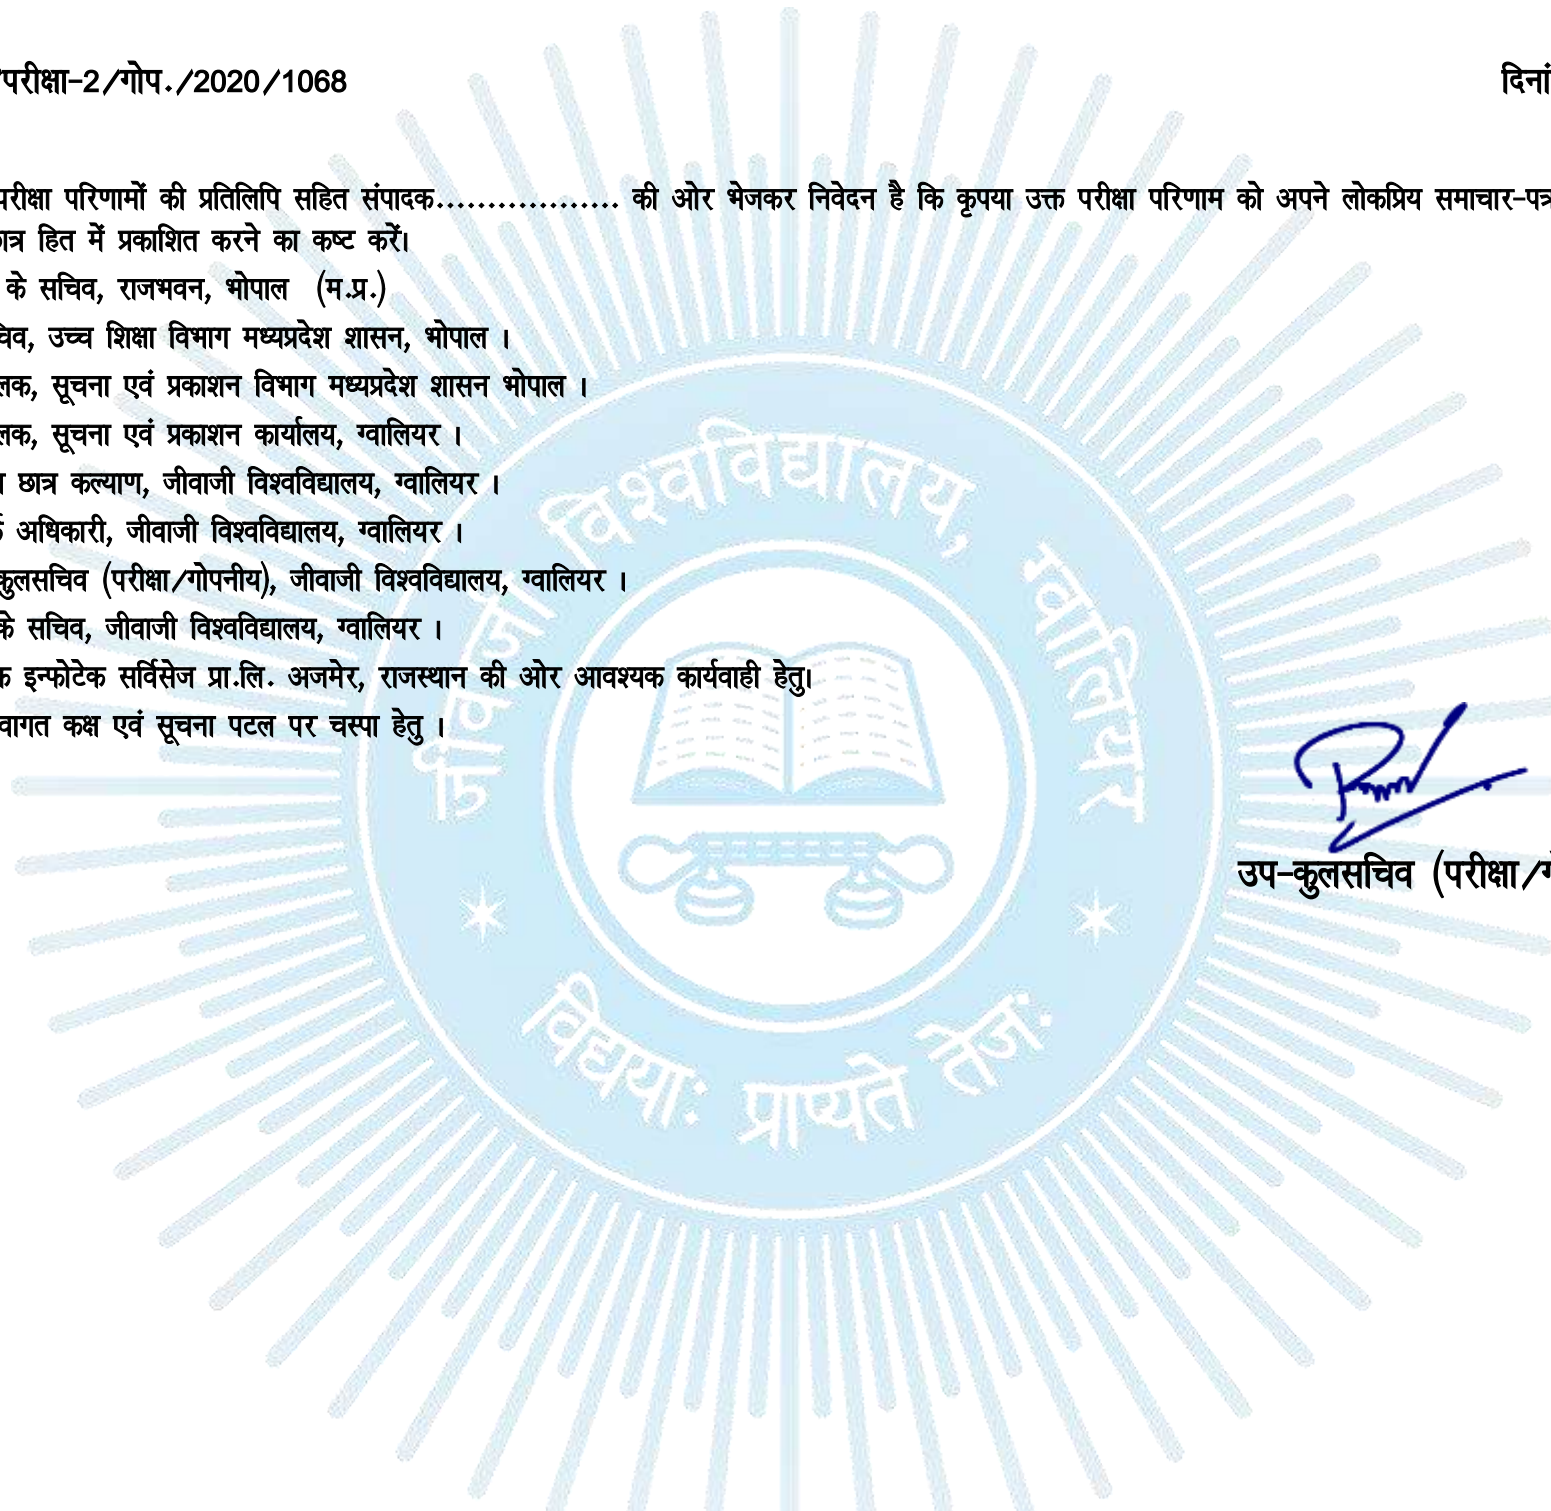 परीक्षा-2/गोप./2020/1068 दिनां
परीक्षा परिणामों की प्रतिलिपि सहित संपादक.................. की ओर भेजकर निवेदन है कि कृपया उक्त परीक्षा परिणाम को अपने लोकप्रिय समाचार-पत्र
हित में प्रकाशित करने का कष्ट करें।
के सचिव, राजभवन, भोपाल (म.प्र.)
उच्च शिक्षा विभाग मध्यप्रदेश शासन, भोपाल ।
सूचना एवं प्रकाशन विभाग मध्यप्रदेश शासन भोपाल ।
सूचना एवं प्रकाशन कार्यालय, ग्वालियर ।
छात्र कल्याण, जीवाजी विश्वविद्यालय, ग्वालियर ।
अधिकारी, जीवाजी विश्वविद्यालय, ग्वालियर ।
कुलसचिव (परीक्षा/गोपनीय), जीवाजी विश्वविद्यालय, ग्वालियर ।
के सचिव, जीवाजी विश्वविद्यालय, ग्वालियर ।
इन्फोटेक सर्विसेज प्रा.लि. अजमेर, राजस्थान की ओर आवश्यक कार्यवाही हेतु।
वागत कक्ष एवं सूचना पटल पर चस्पा हेतु ।
उप-कुलसचिव (परीक्षा/
जीवाजी विश्वविद्यालय, ग्वालियर
विद्यया: प्राप्यते तेज: